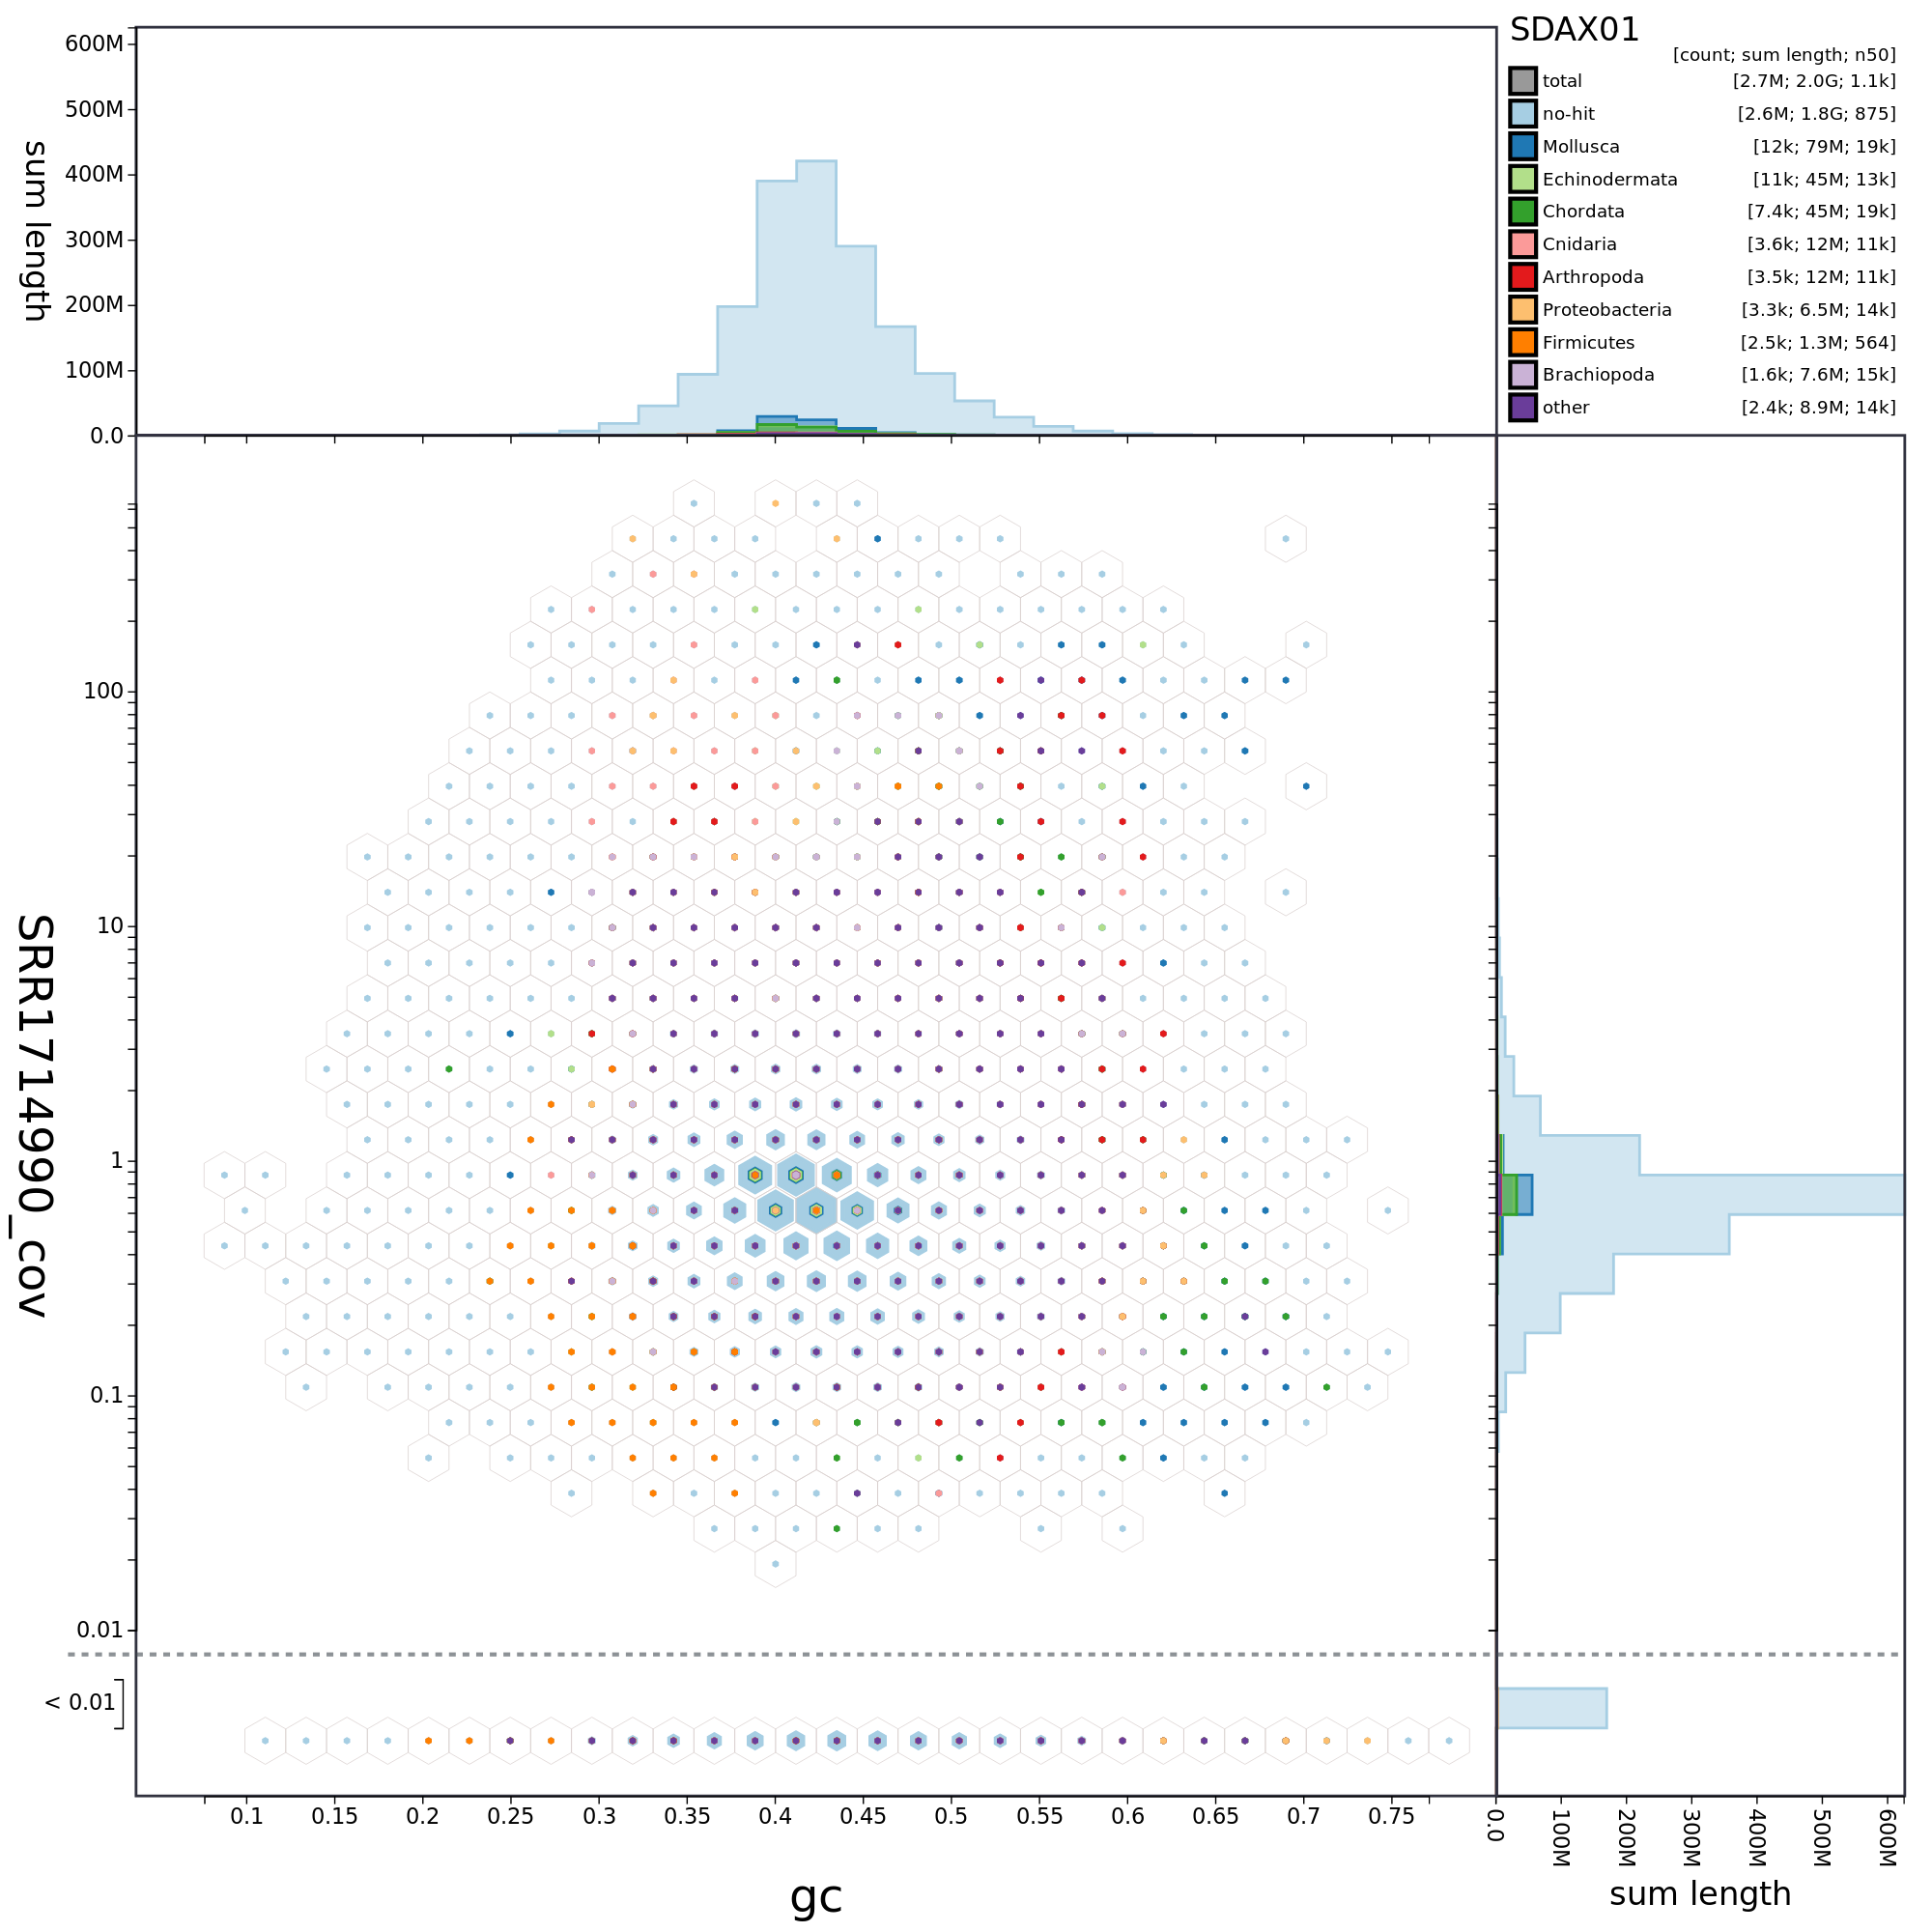 SDAX01
[count; sum length; n50]
total [2.7M; 2.0G; 1.1k]
no-hit [2.6M; 1.8G; 875]
Mollusca [12k; 79M; 19k]
Echinodermata [11k; 45M; 13k]
Chordata [7.4k; 45M; 19k]
Cnidaria [3.6k; 12M; 11k]
Arthropoda [3.5k; 12M; 11k]
Proteobacteria [3.3k; 6.5M; 14k]
Firmicutes [2.5k; 1.3M; 564]
Brachiopoda [1.6k; 7.6M; 15k]
other [2.4k; 8.9M; 14k]
600M
500M
400M
300M
200M
100M
0.0
sum length
100
10
1
0.1
0.01
< 0.01
SRR1714990_cov
0.1 0.15 0.2 0.25 0.3 0.35 0.4 0.45 0.5 0.55 0.6 0.65 0.7 0.75
gc
0.0 100M 200M 300M 400M 500M 600M
sum length